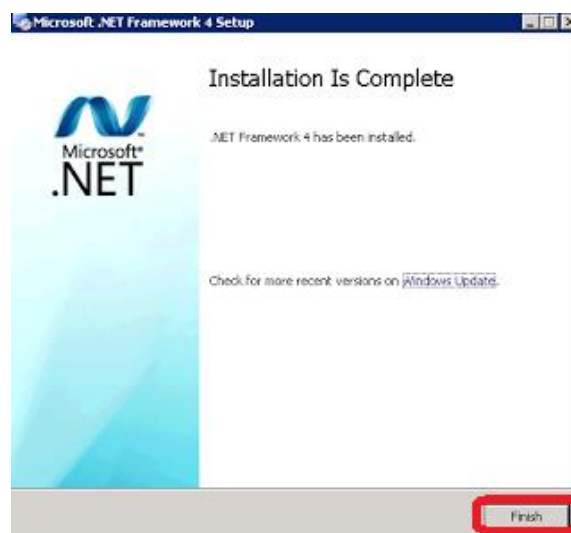 Microsoft .NET Framework 4 Setup
Installation Is Complete
.NET Framework 4 has been installed.
Microsoft®
.NET
Check for more recent versions on Windows Update.
Finish